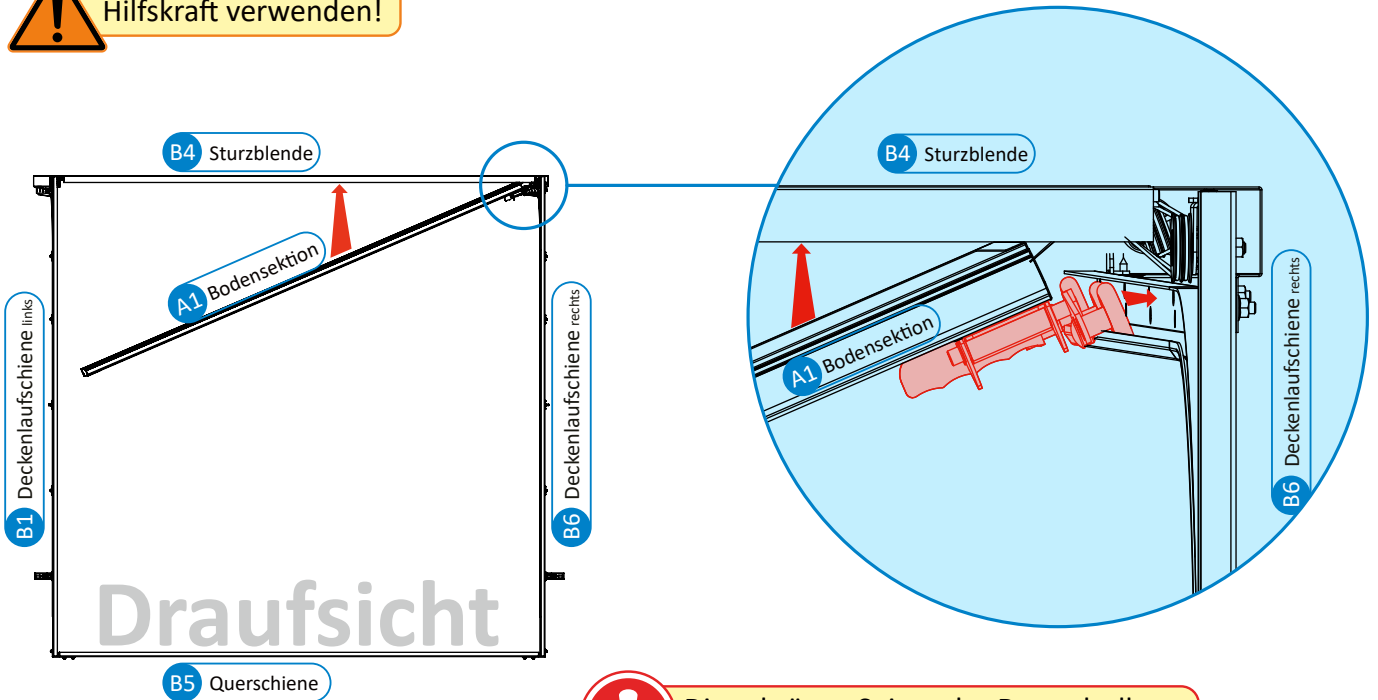 Hilfskraft verwenden!
B4 Sturzblende
B4 Sturzblende
A1 Bodensektion
A1 Bodensektion
B1 Deckenlaufschiene links
B6 Deckenlaufschiene rechts
B6 Deckenlaufschiene rechts
Draufsicht
B5 Querschiene